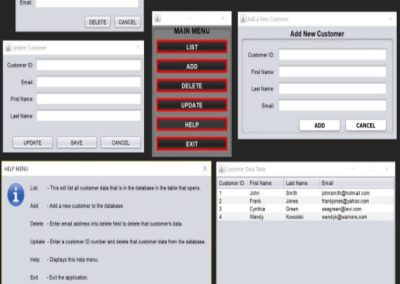 Email:
DELETE CANCEL
Update Customer
Customer ID:
Email:
First Name:
Last Name:
UPDATE SAVE CANCEL
MAIN MENU
LIST
ADD
DELETE
UPDATE
HELP
EXIT
Add a New Customer
Add New Customer
Customer ID:
First Name:
Last Name:
Email:
ADD CANCEL
HELP MENU
List - This will list all customer data that is in the database in the table that opens.
Add - Add a new customer to the database.
Delete - Enter email address into delete field to delete that customer's data.
Update - Enter a customer ID number and delete that customer data from the database.
Help - Displays this help menu.
Exit - Exit the application.
Customer Data Table
Customer ID First Name Last Name Email
1 John Smith johnsmith@hotmail.com
2 Frank Jones frankjones@yahoo.com
3 Cynthia Green seagreen@levi.com
4 Wendy Kowolski wendyk@warners.com